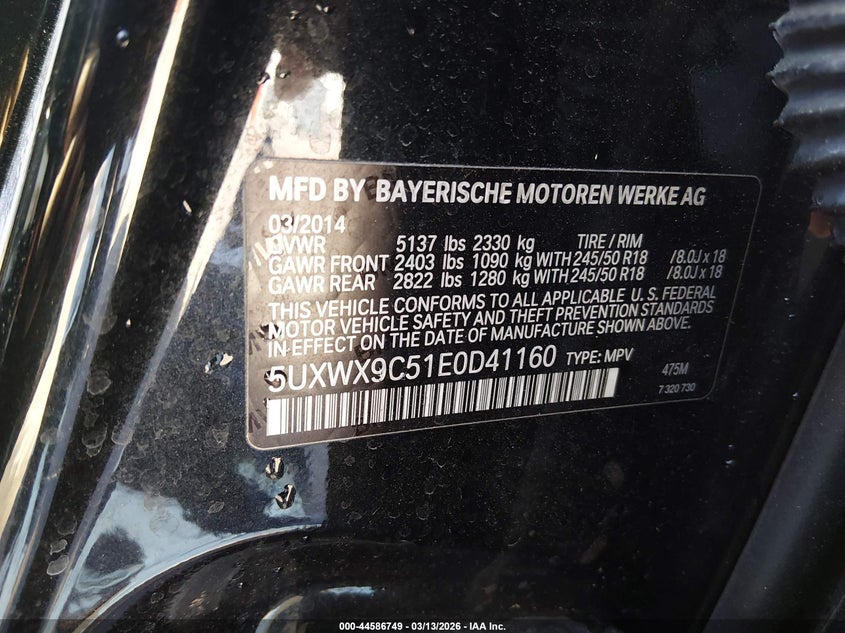 MFD BY BAYERISCHE MOTOREN WERKE AG
03/2014
GVWR 5137 lbs 2330 kg TIRE / RIM
GAWR FRONT 2403 lbs 1090 kg WITH 245/50 R18 /8.0J x 18
GAWR REAR 2822 lbs 1280 kg WITH 245/50 R18 /8.0J x 18
THIS VEHICLE CONFORMS TO ALL APPLICABLE U. S. FEDERAL
MOTOR VEHICLE SAFETY AND THEFT PREVENTION STANDARDS
IN EFFECT ON THE DATE OF MANUFACTURE SHOWN ABOVE.
5UXWX9C51E0D41160 TYPE: MPV 475M
7 320 730
000-44586749 — 03/13/2026 — IAA Inc.